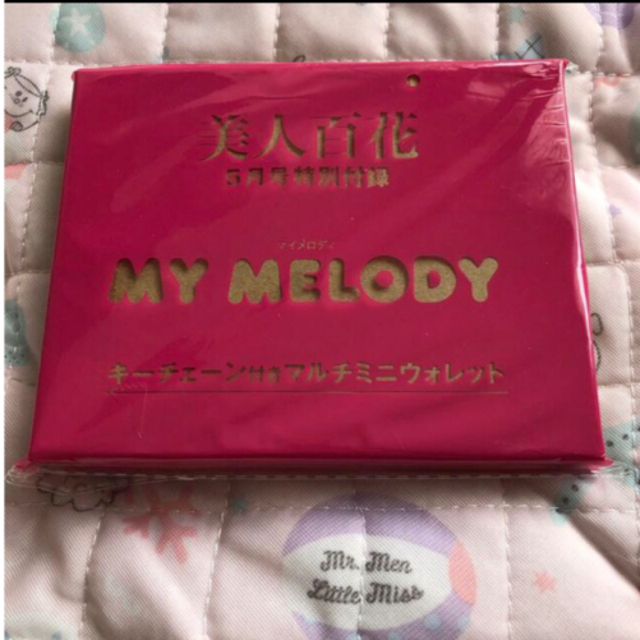 美人百花
5月号特別付録
マイメロディ
MY MELODY
キーチェーン付きマルチミニウォレット
Mr. Men
Little Miss